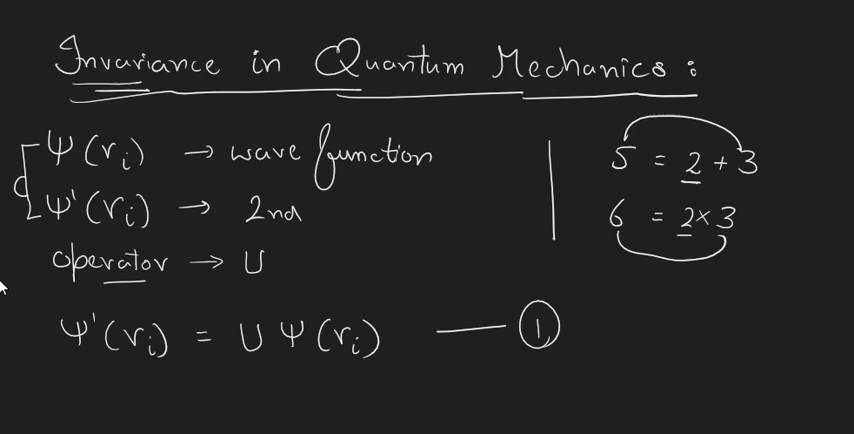 Invariance in Quantum Mechanics :
Ψ(rᵢ) → wave function
Ψ'(rᵢ) → 2nd
operator → U
Ψ'(rᵢ) = U Ψ(rᵢ) — ①
5 = 2 + 3
6 = 2 × 3